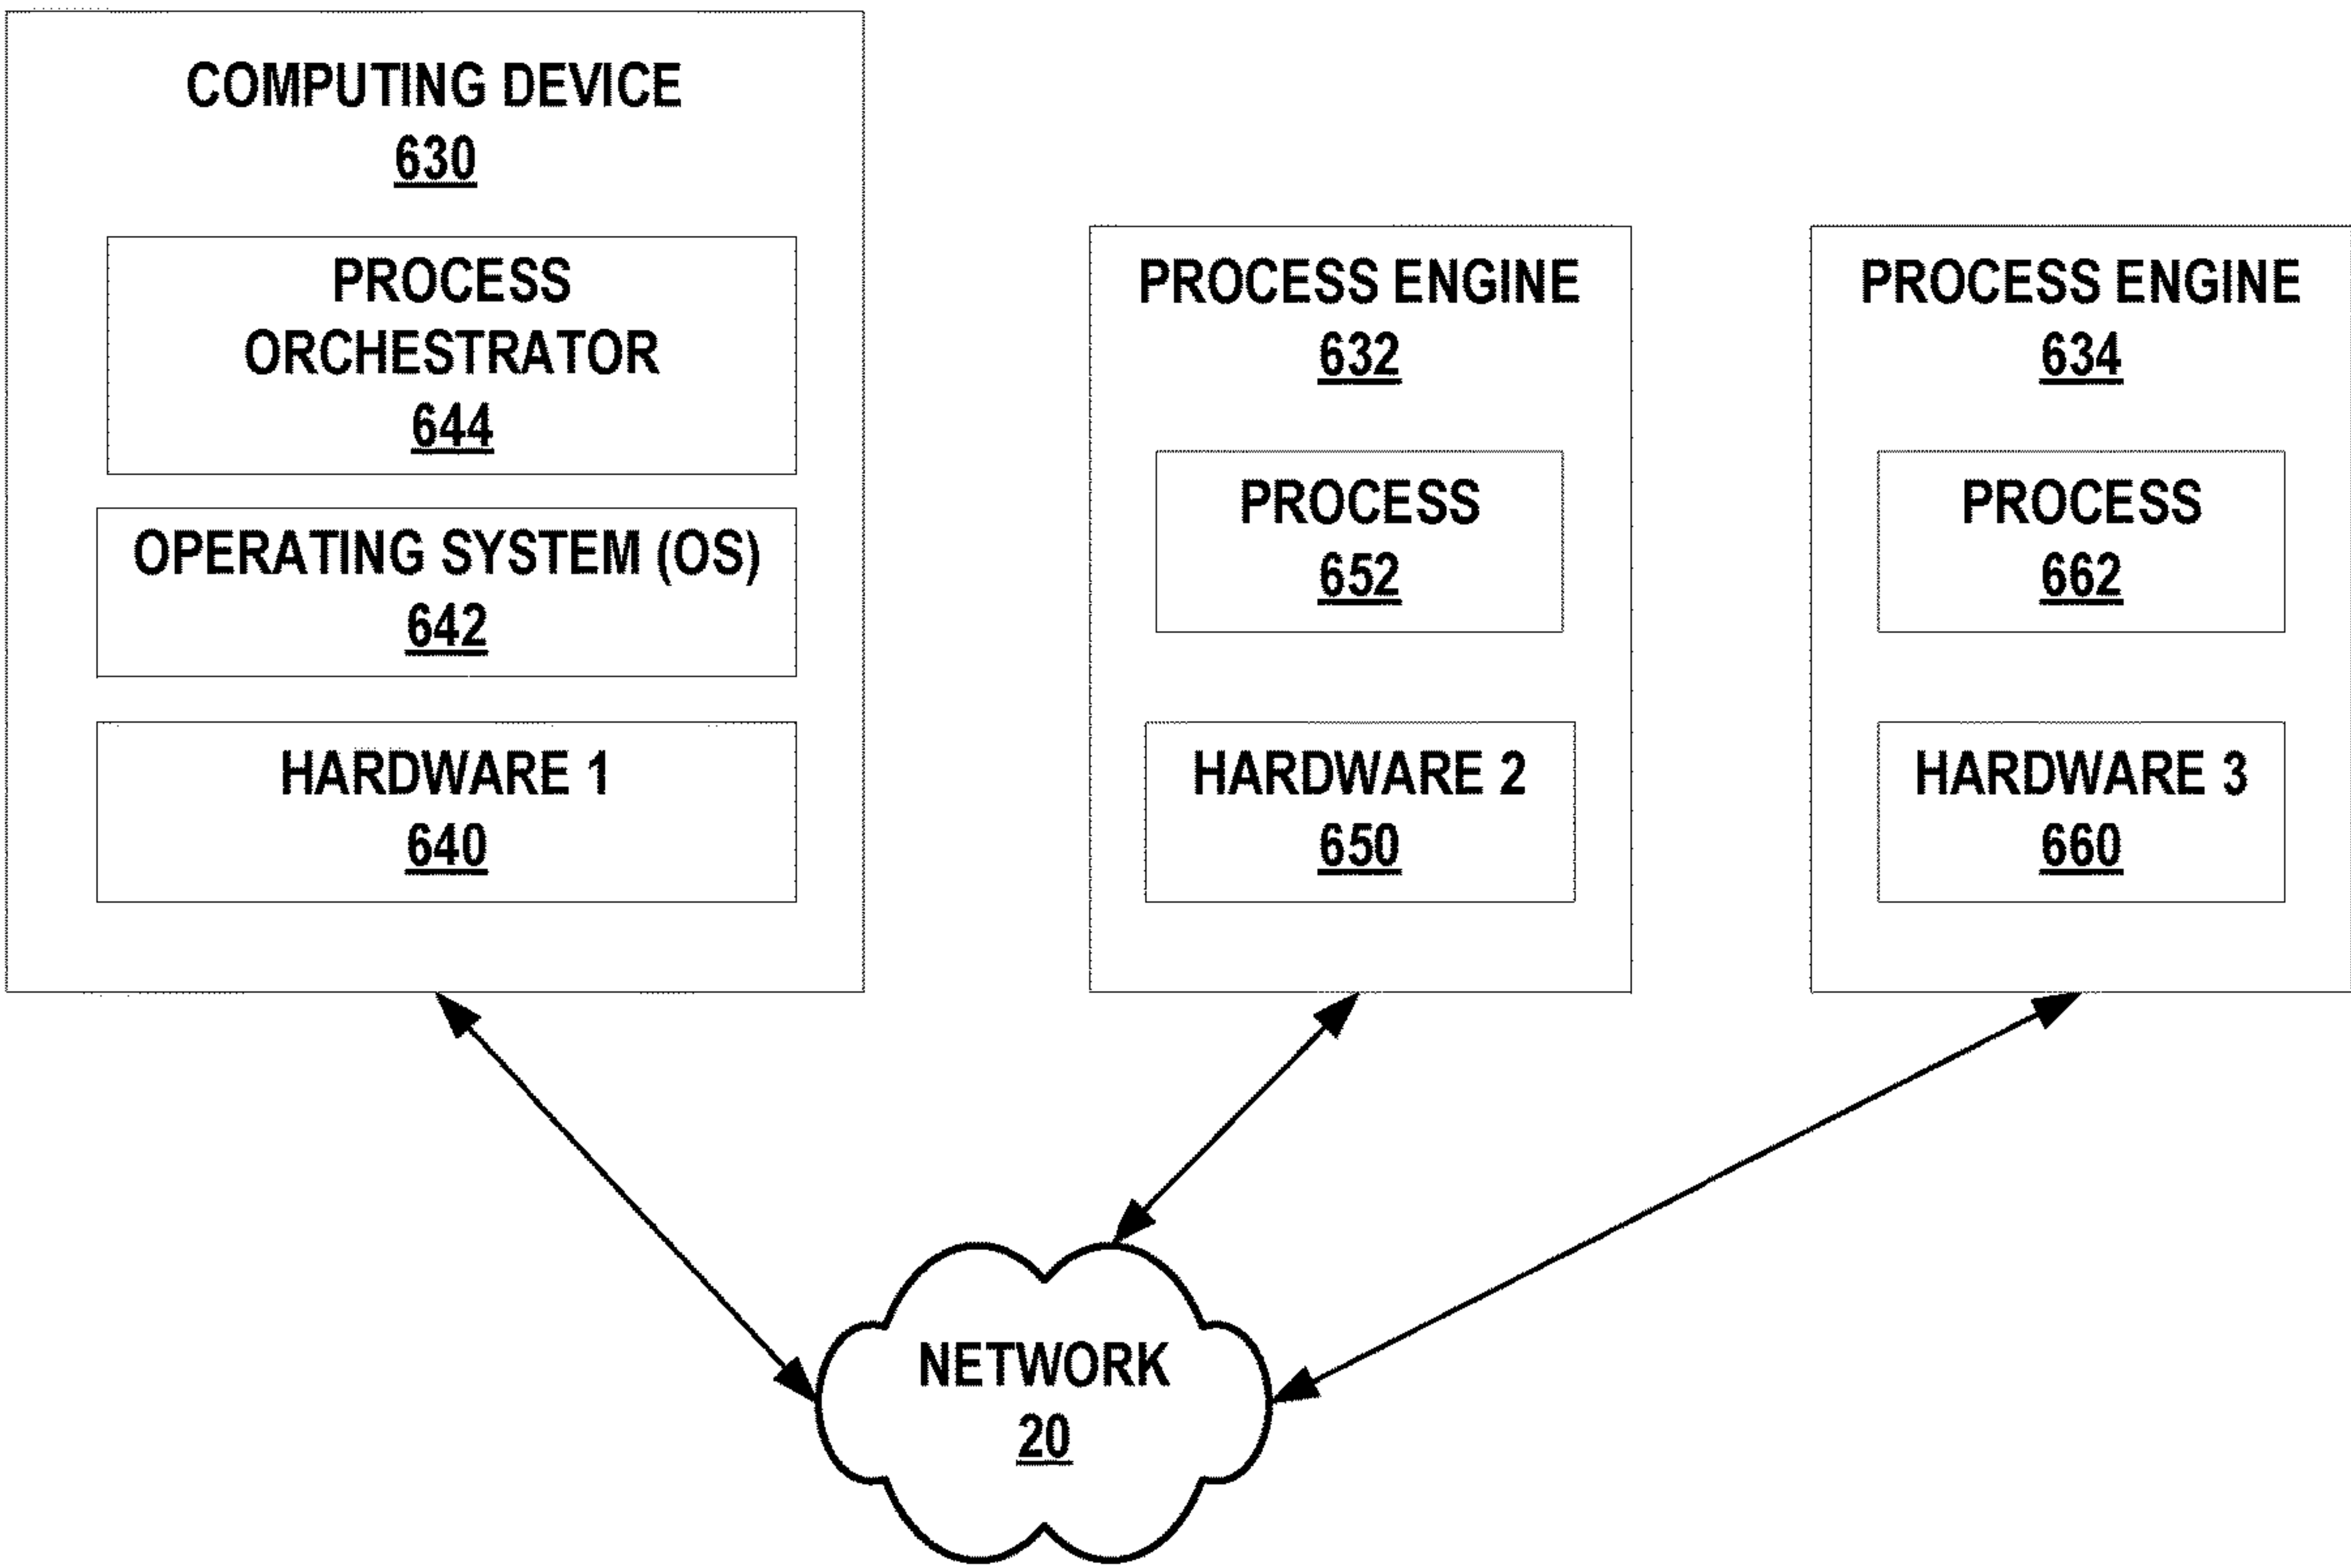 COMPUTING DEVICE
630
PROCESS
ORCHESTRATOR
644
OPERATING SYSTEM (OS)
642
HARDWARE 1
640
PROCESS ENGINE
632
PROCESS
652
HARDWARE 2
650
PROCESS ENGINE
634
PROCESS
662
HARDWARE 3
660
NETWORK
20